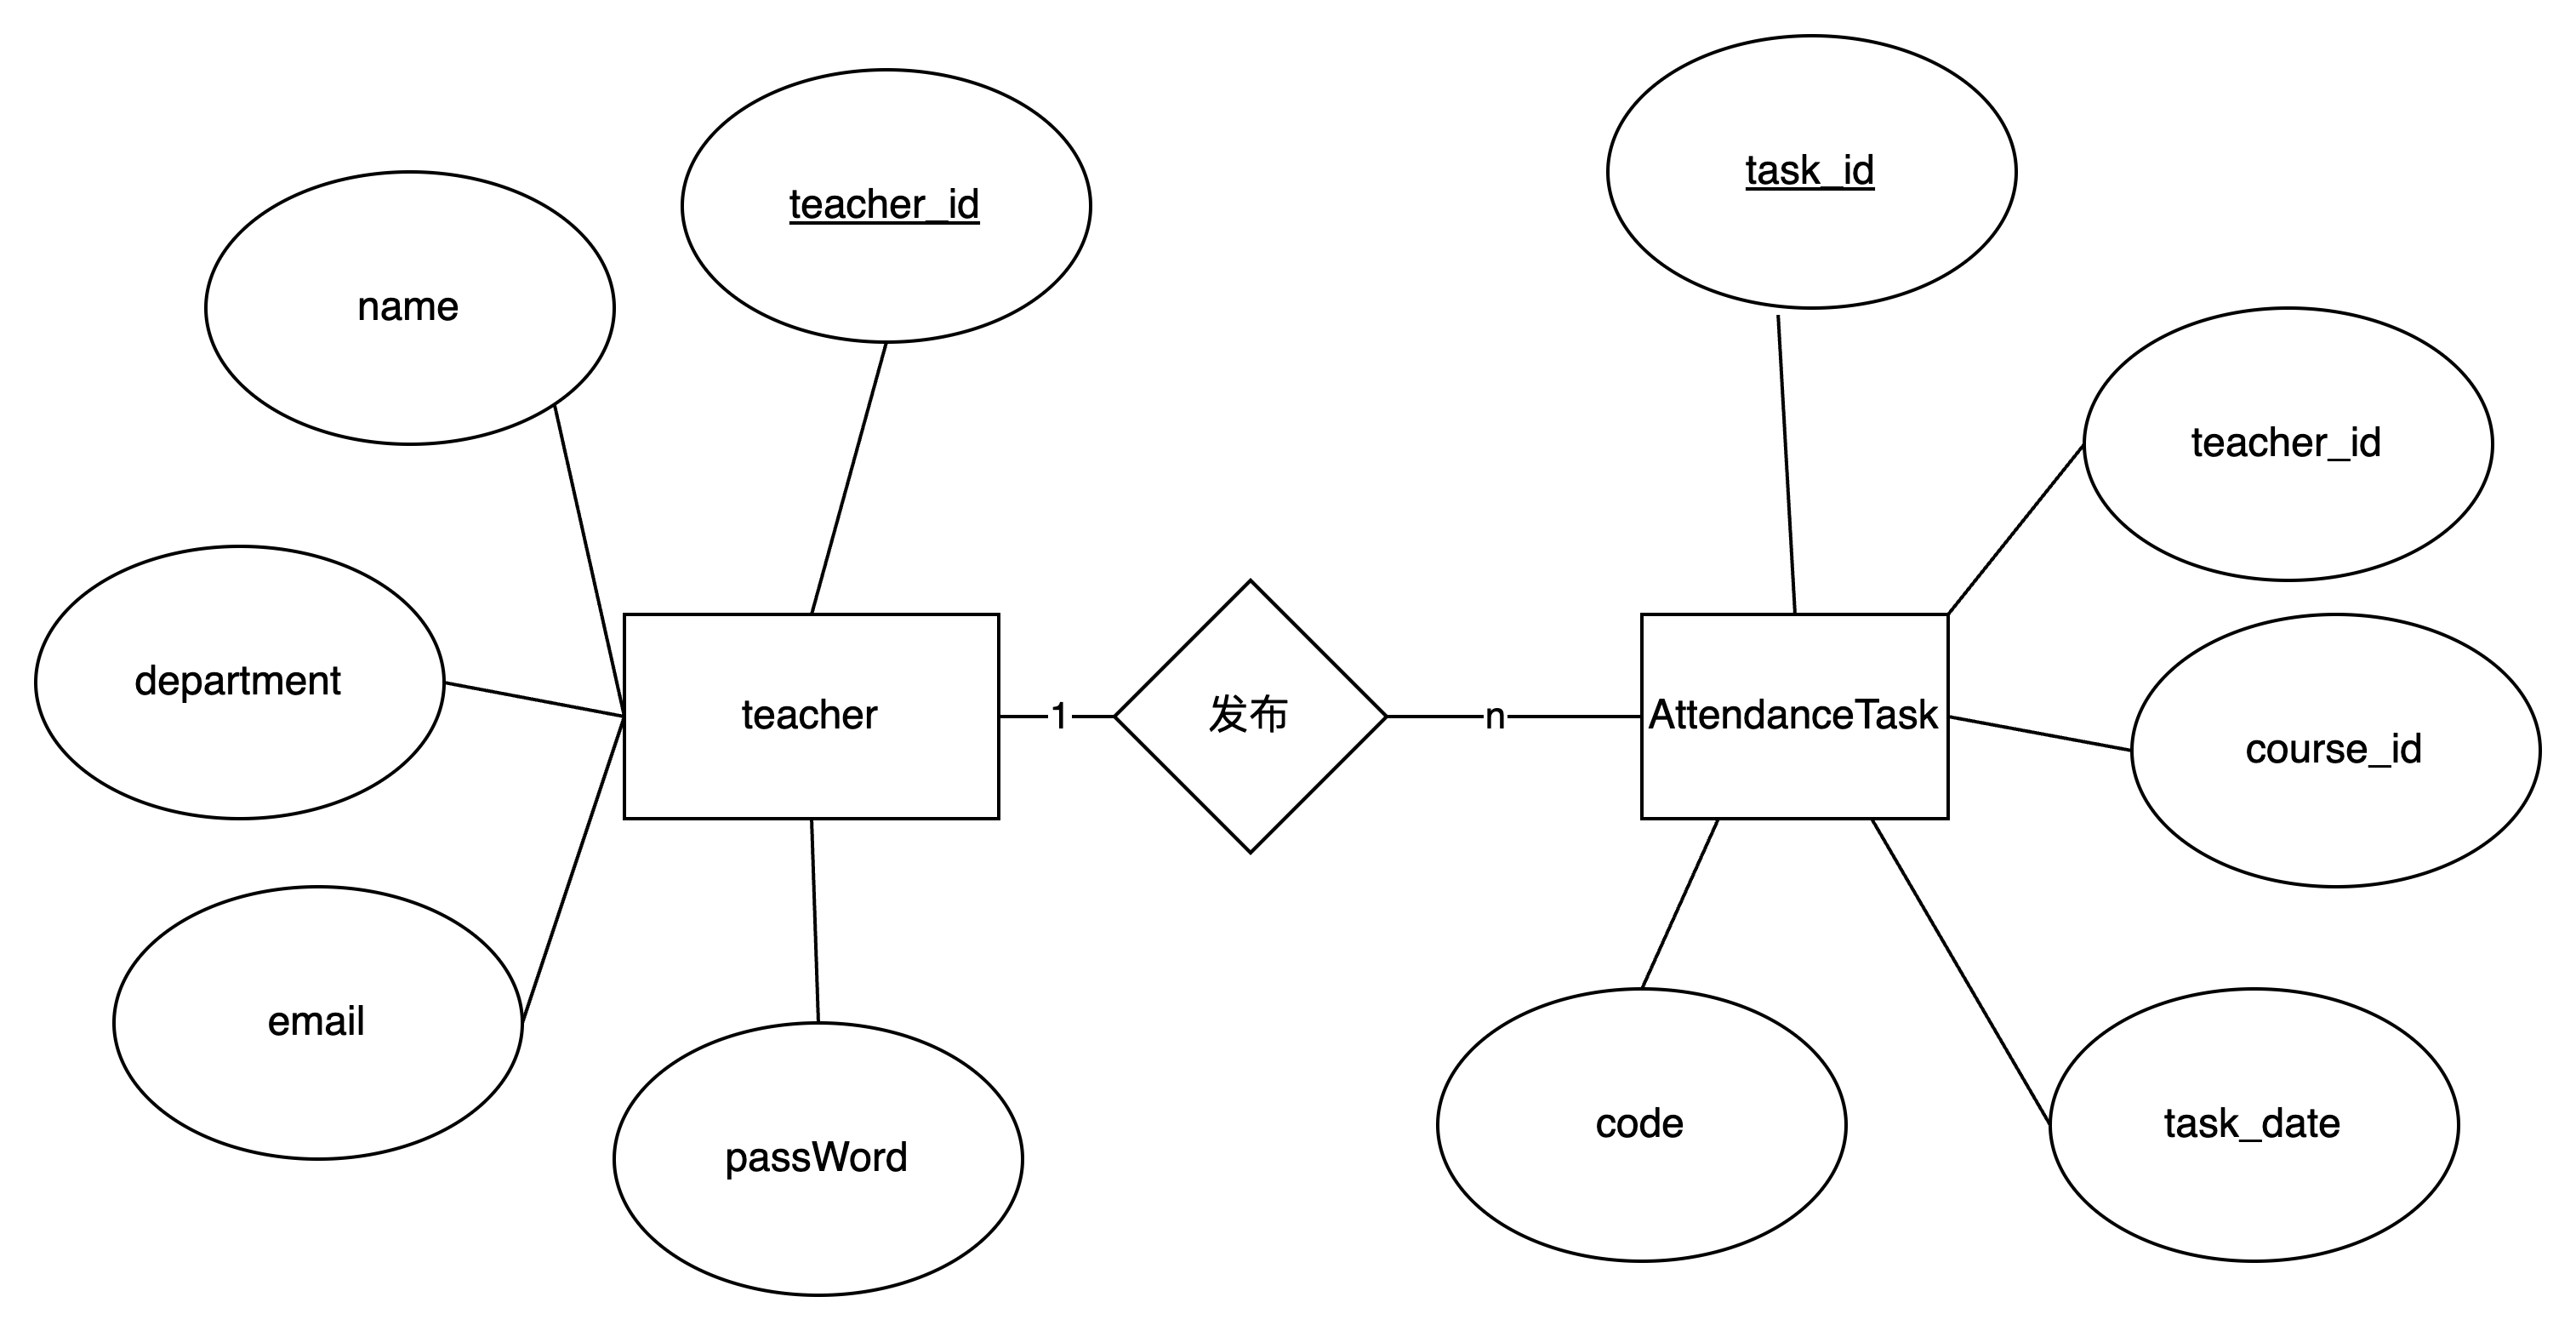 task_id
teacher_id
name
teacher_id
department
teacher
1
发布
n
AttendanceTask
course_id
email
passWord
code
task_date